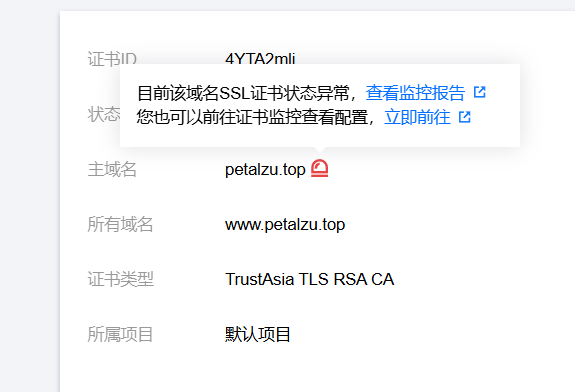 证书ID 4YTA2mli
目前该域名SSL证书状态异常，查看监控报告
您也可以前往证书监控查看配置，立即前往
状态
主域名 petalzu.top
所有域名 www.petalzu.top
证书类型 TrustAsia TLS RSA CA
所属项目 默认项目